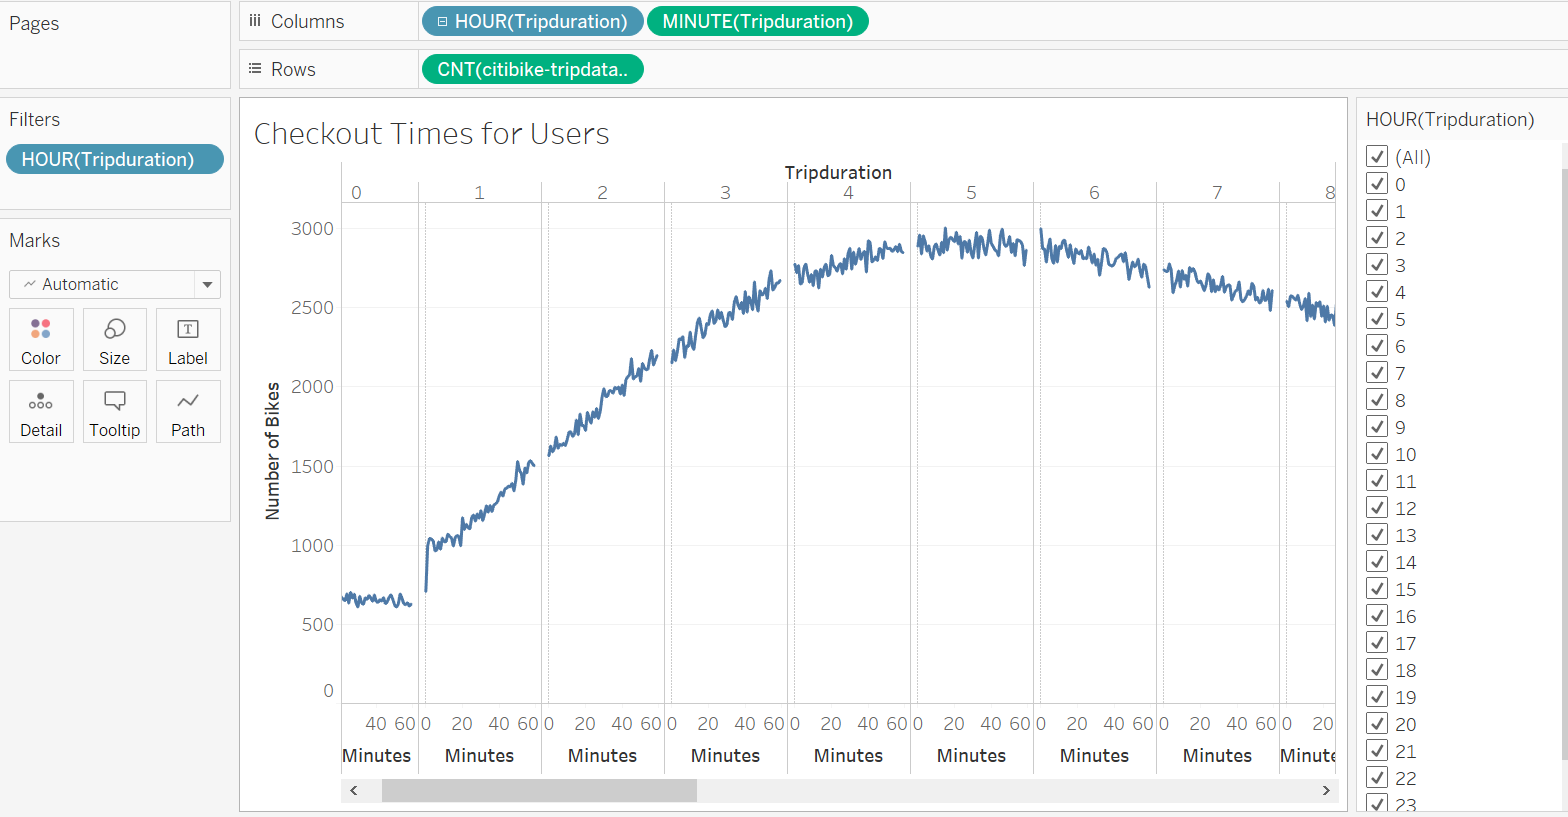 Pages
Columns HOUR(Tripduration) MINUTE(Tripduration)
Rows CNT(citibike-tripdata..
Filters
HOUR(Tripduration)
Marks
Automatic
Color Size Label
Detail Tooltip Path
Checkout Times for Users
Tripduration
0 1 2 3 4 5 6 7 8
Number of Bikes
3000
2500
2000
1500
1000
500
0
40 60 0 20 40 60 0 20 40 60 0 20 40 60 0 20 40 60 0 20 40 60 0 20 40 60 0 20 40 60 0 20
Minutes Minutes Minutes Minutes Minutes Minutes Minutes Minutes Minute
HOUR(Tripduration)
(All)
0
1
2
3
4
5
6
7
8
9
10
11
12
13
14
15
16
17
18
19
20
21
22
23